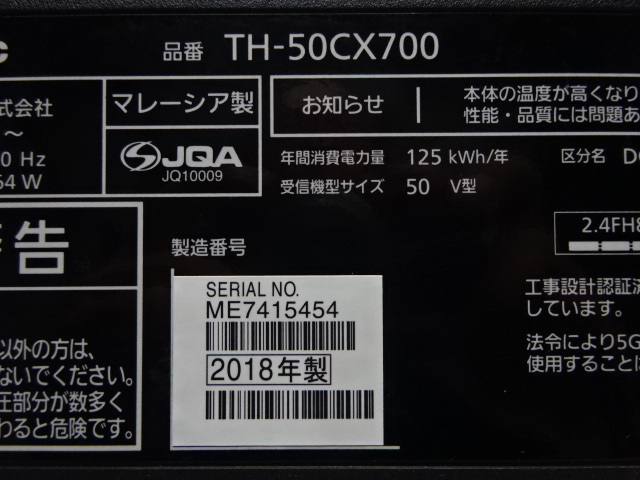 C 品番 TH-50CX700
式会社
～
0 Hz
54 W
マレーシア製
JQA
JQ10009
お知らせ
本体の温度が高くなり
性能・品質には問題あ
年間消費電力量 125 kWh/年 区分名 D
受信機型サイズ 50 V型
告
製造番号
2.4FH8
SERIAL NO.
ME7415454
2018年製
工事設計認証済
しています。
法令により5G
使用することに
以外の方は、
ないでください。
圧部分が数多く
わると危険です。